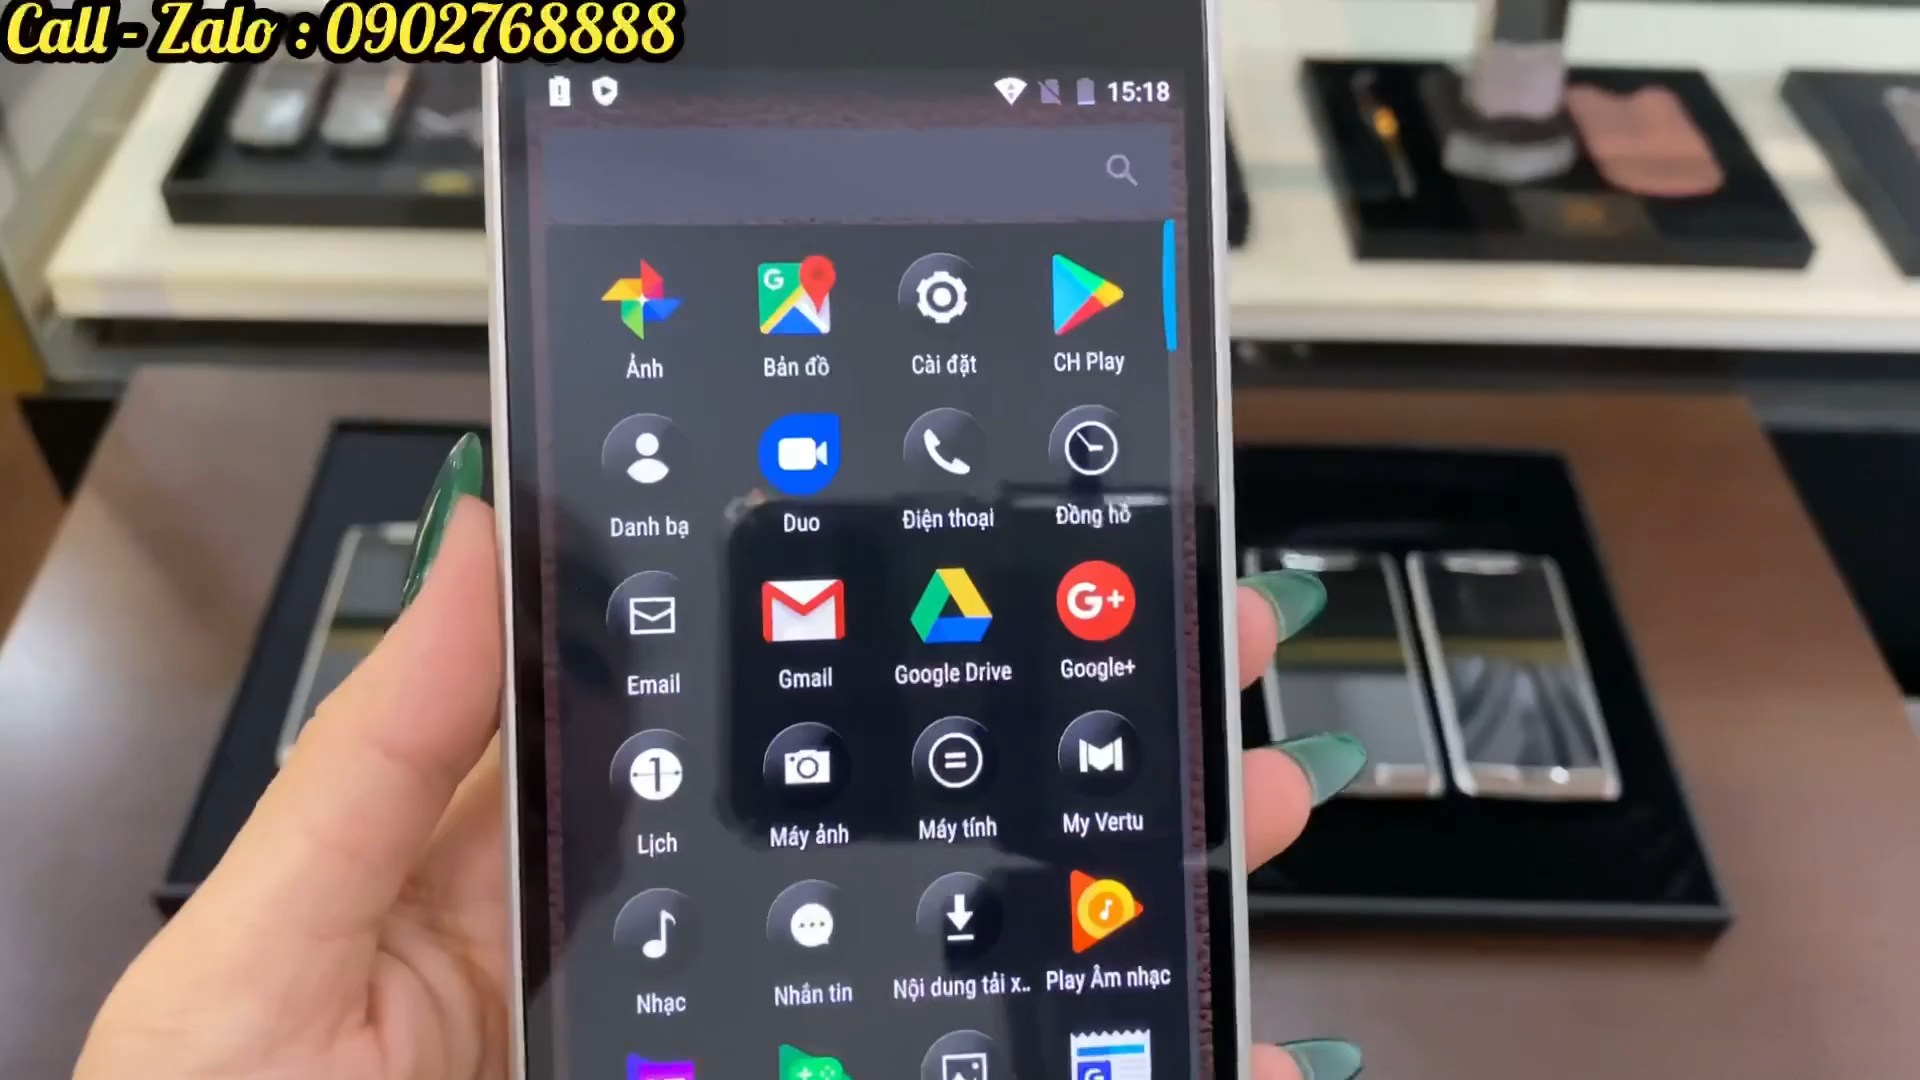 Call - Zalo : 0902768888
15:18
Ảnh
Bản đồ
Cài đặt
CH Play
Danh bạ
Duo
Điện thoại
Đồng hồ
Email
Gmail
Google Drive
Google+
Lịch
Máy ảnh
Máy tính
My Vertu
Nhạc
Nhắn tin
Nội dung tải x..
Play Âm nhạc